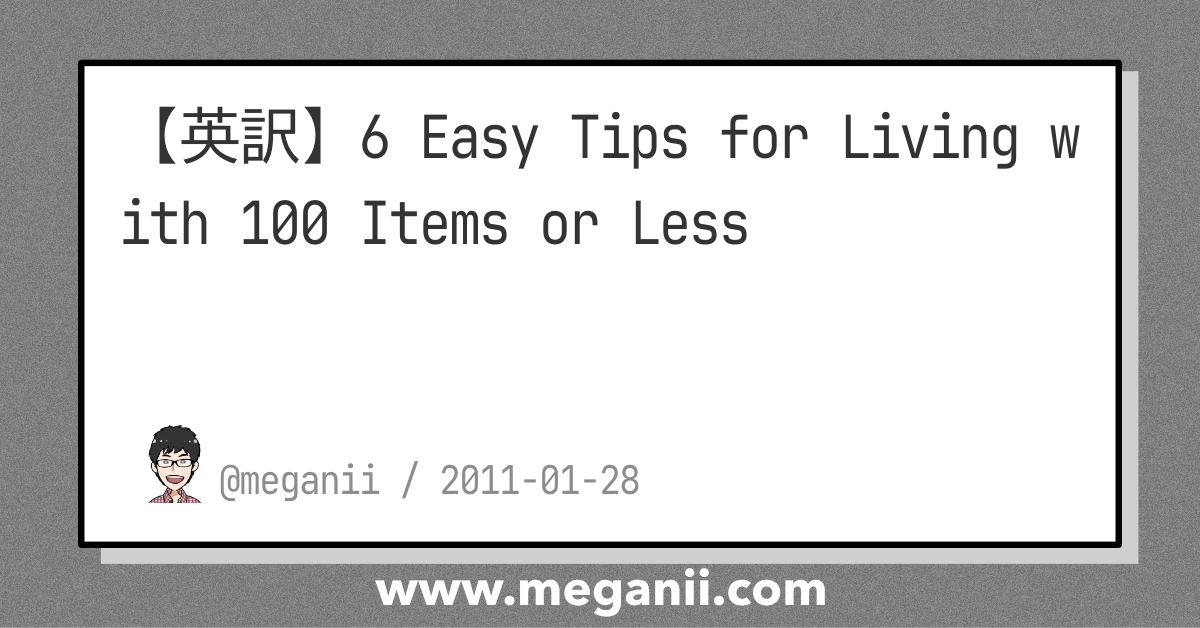 【英訳】6 Easy Tips for Living w
ith 100 Items or Less
@meganii / 2011-01-28
www.meganii.com